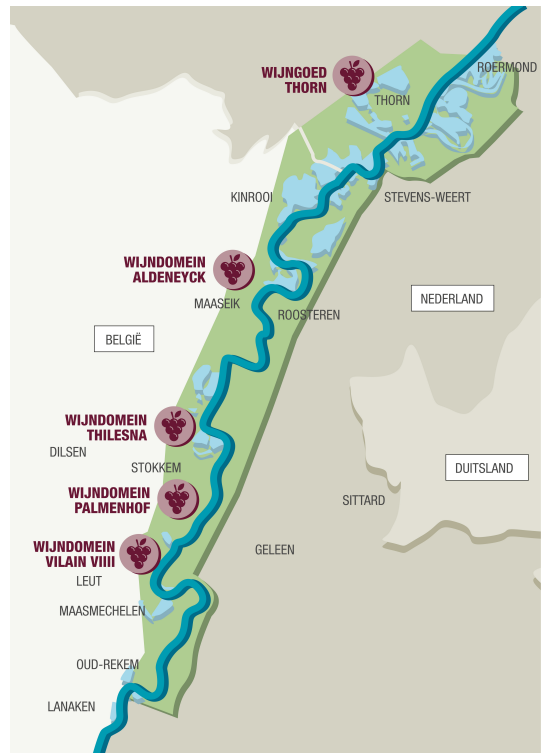 ROERMOND
WIJNGOED
THORN
THORN
KINROOI
STEVENS-WEERT
WIJNDOMEIN
ALDENEYCK
MAASEIK
ROOSTEREN
NEDERLAND
BELGIË
WIJNDOMEIN
THILESNA
DILSEN
STOKKEM
DUITSLAND
WIJNDOMEIN
PALMENHOF
SITTARD
WIJNDOMEIN
VILAIN VIIII
GELEEN
LEUT
MAASMECHELEN
OUD-REKEM
LANAKEN